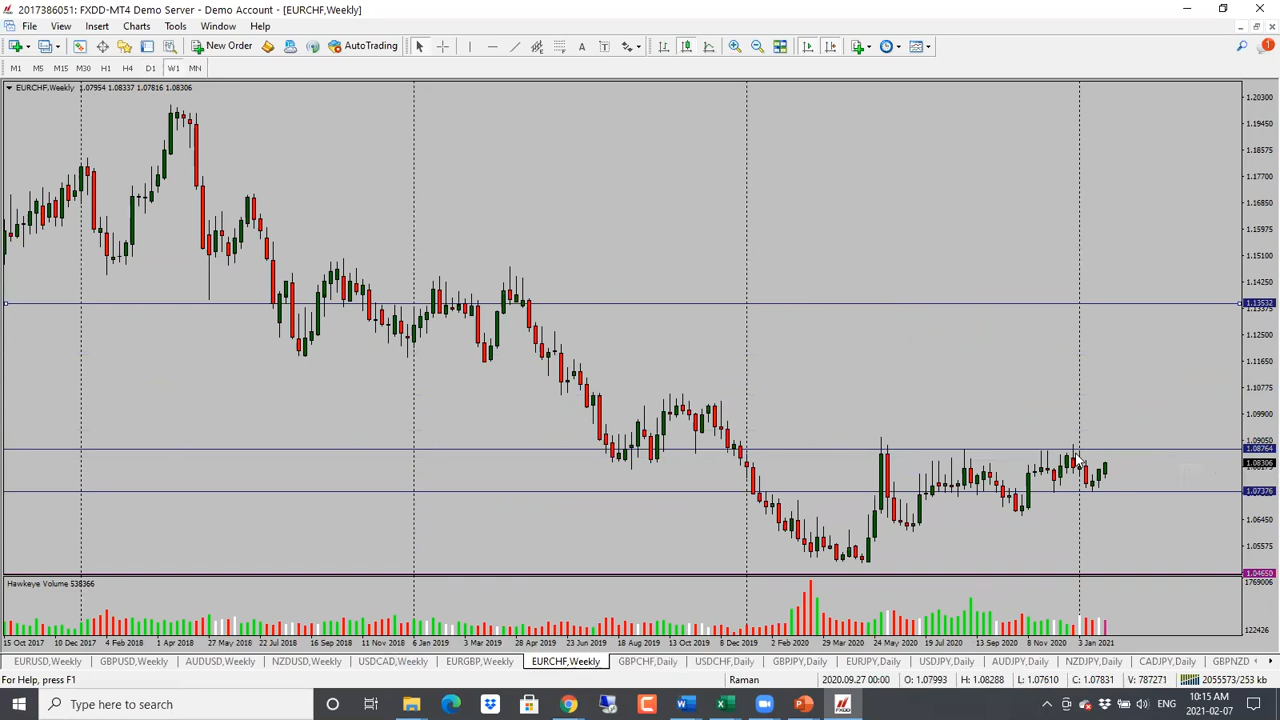 2017386051: FXDD-MT4 Demo Server - Demo Account - [EURCHF,Weekly]
File View Insert Charts Tools Window Help
New Order AutoTrading 1
M1 M5 M15 M30 H1 H4 D1 W1 MN
EURCHF,Weekly 1.07954 1.08337 1.07816 1.08306
1.20300
1.19450
1.18575
1.17700
1.16850
1.15975
1.15100
1.14250
1.13532
1.13375
1.12500
1.11650
1.10775
1.09900
1.09050
1.08764
1.08306
1.07376
1.06450
1.05575
1.04650
Hawkeye Volume 538366
1769006
122426
15 Oct 2017 10 Dec 2017 4 Feb 2018 1 Apr 2018 27 May 2018 22 Jul 2018 16 Sep 2018 11 Nov 2018 6 Jan 2019 3 Mar 2019 28 Apr 2019 23 Jun 2019 18 Aug 2019 13 Oct 2019 8 Dec 2019 2 Feb 2020 29 Mar 2020 24 May 2020 19 Jul 2020 13 Sep 2020 8 Nov 2020 3 Jan 2021
EURUSD,Weekly GBPUSD,Weekly AUDUSD,Weekly NZDUSD,Weekly USDCAD,Weekly EURGBP,Weekly EURCHF,Weekly GBPCHF,Daily USDCHF,Daily GBPJPY,Daily EURJPY,Daily USDJPY,Daily AUDJPY,Daily NZDJPY,Daily CADJPY,Daily GBPNZD
For Help, press F1 Raman 2020.09.27 00:00 O: 1.07993 H: 1.08288 L: 1.07610 C: 1.07831 V: 787271 2055573/253 kb
Type here to search ENG 10:15 AM
2021-02-07